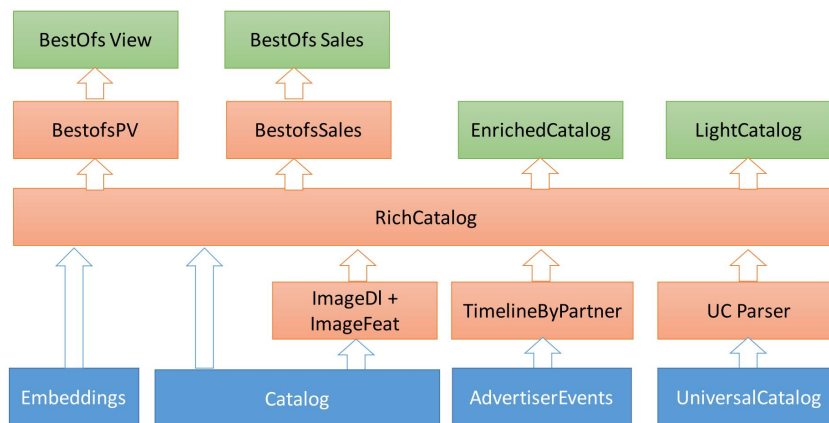 BestOfs View
BestOfs Sales
BestofsPV
BestofsSales
EnrichedCatalog
LightCatalog
RichCatalog
ImageDl +
ImageFeat
TimelineByPartner
UC Parser
Embeddings
Catalog
AdvertiserEvents
UniversalCatalog